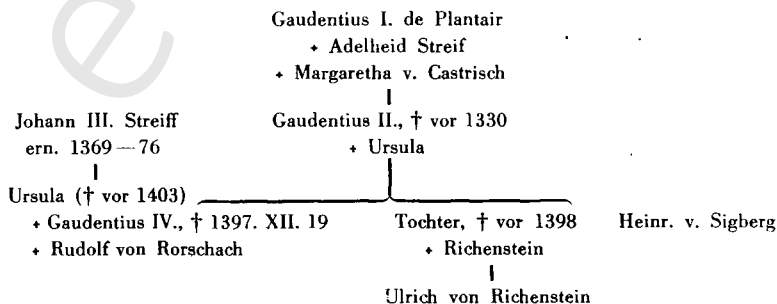 Gaudentius I. de Plantair
+ Adelheid Streif
+ Margaretha v. Castrisch
Johann III. Streiff
ern. 1369—76
Gaudentius II., † vor 1330
+ Ursula
Ursula († vor 1403)
+ Gaudentius IV., † 1397. XII. 19
+ Rudolf von Rorschach
Tochter, † vor 1398
+ Richenstein
Heinr. v. Sigberg
Ulrich von Richenstein